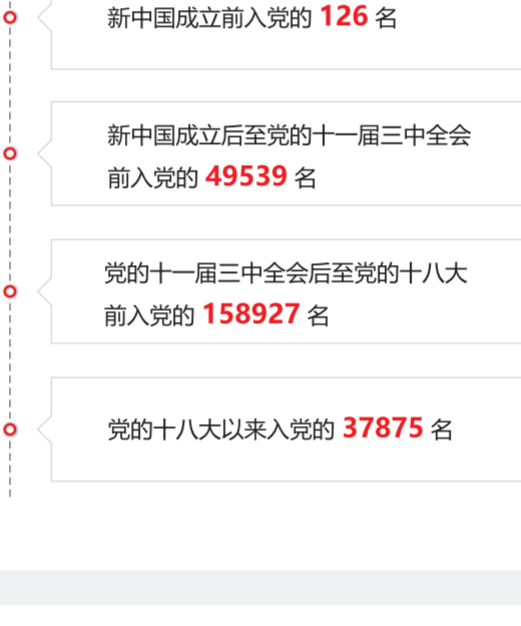 新中国成立前入党的 126 名
新中国成立后至党的十一届三中全会
前入党的 49539 名
党的十一届三中全会后至党的十八大
前入党的 158927 名
党的十八大以来入党的 37875 名